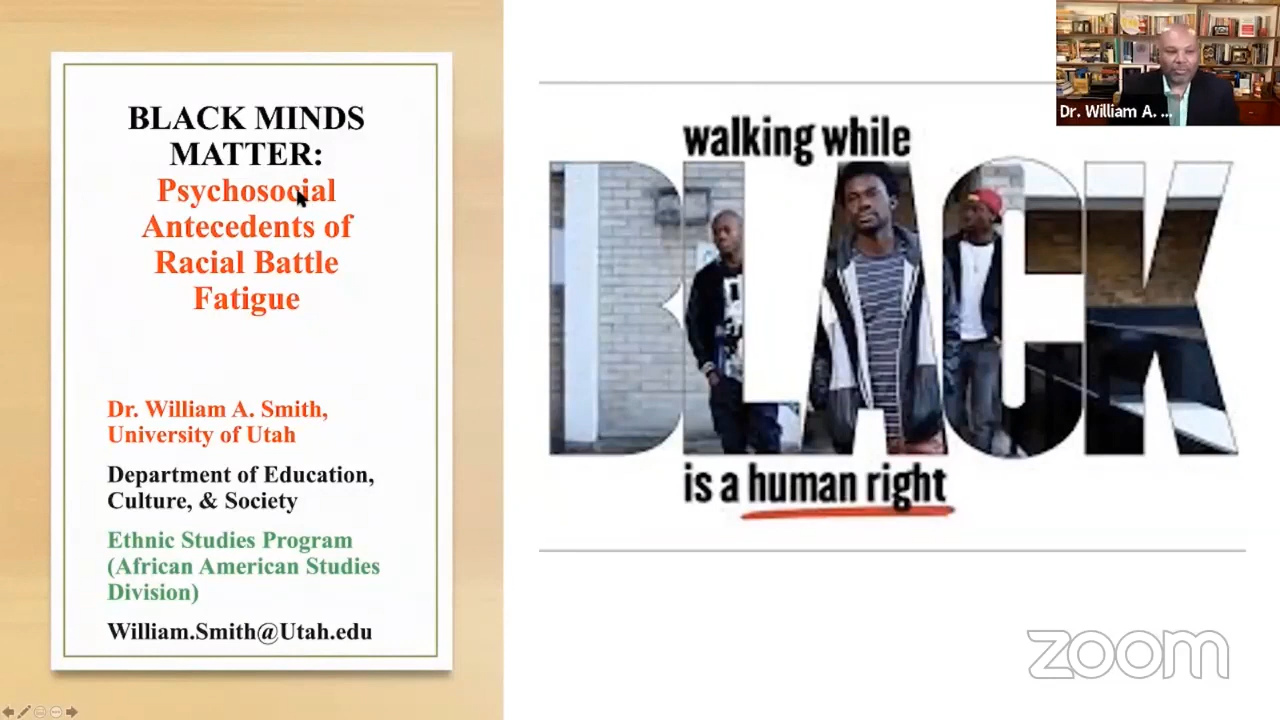 BLACK MINDS
MATTER:
Psychosocial
Antecedents of
Racial Battle
Fatigue
Dr. William A. Smith,
University of Utah
Department of Education,
Culture, & Society
Ethnic Studies Program
(African American Studies
Division)
William.Smith@Utah.edu
walking while
BLACK
is a human right
Dr. William A. ...
zoom